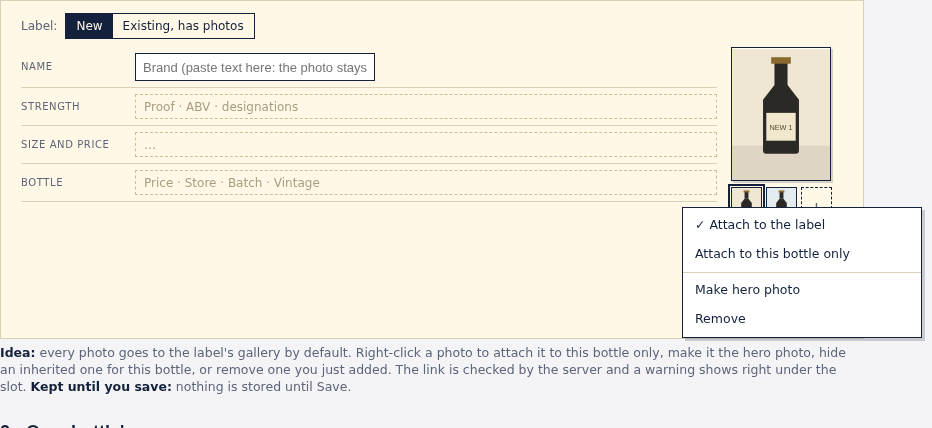 Label: New Existing, has photos
NAME Brand (paste text here: the photo stays
STRENGTH Proof · ABV · designations
SIZE AND PRICE ...
BOTTLE Price · Store · Batch · Vintage
NEW 1
✓ Attach to the label
Attach to this bottle only
Make hero photo
Remove
Idea: every photo goes to the label's gallery by default. Right-click a photo to attach it to this bottle only, make it the hero photo, hide
an inherited one for this bottle, or remove one you just added. The link is checked by the server and a warning shows right under the
slot. Kept until you save: nothing is stored until Save.